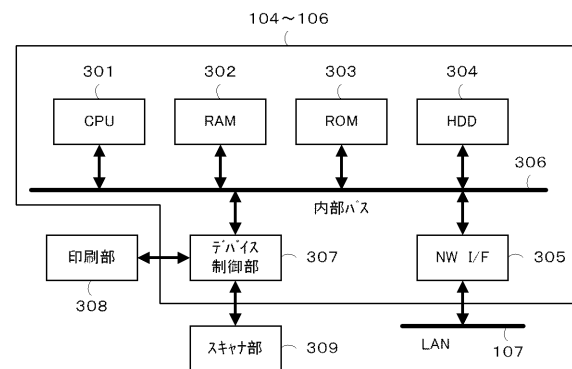 104～106
301
302
303
304
CPU
RAM
ROM
HDD
306
内部ﾊﾞｽ
印刷部
ﾃﾞﾊﾞｲｽ
制御部
307
NW I/F
305
308
ｽｷｬﾅ部
309
LAN
107